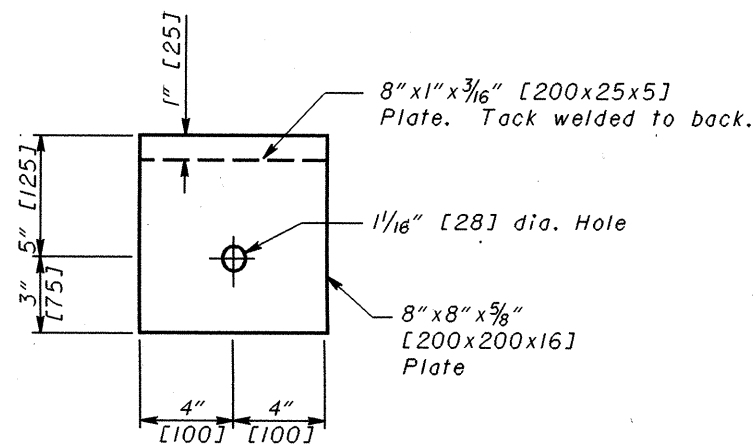 1" [25]
8"x1"x3/16" [200x25x5]
Plate. Tack welded to back.
5" [125]
1 1/16" [28] dia. Hole
3"
[75]
8"x8"x5/8"
[200x200x16]
Plate
4"
[100]
4"
[100]